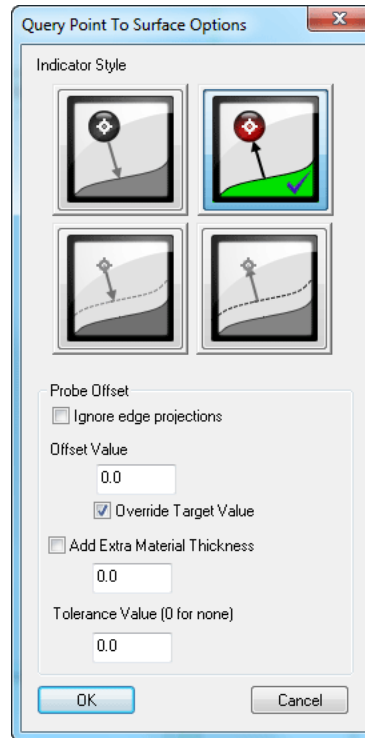 Query Point To Surface Options
Indicator Style
Probe Offset
Ignore edge projections
Offset Value
0.0
Override Target Value
Add Extra Material Thickness
0.0
Tolerance Value (0 for none)
0.0
OK Cancel